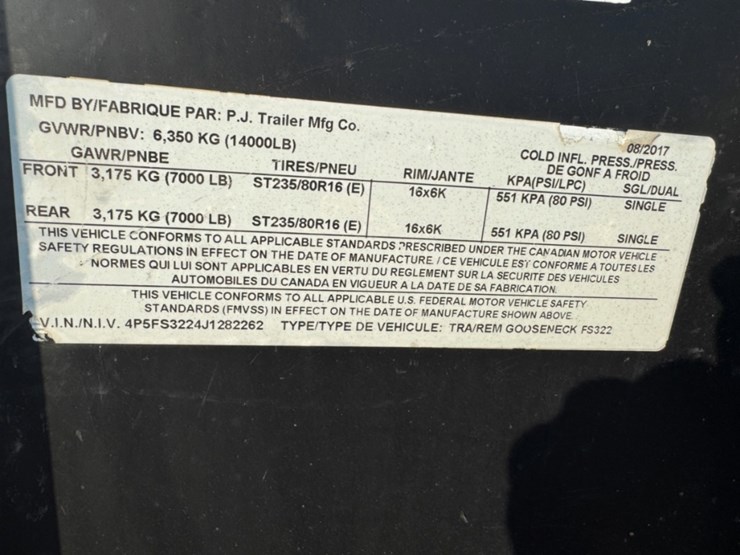 MFD BY/FABRIQUE PAR: P.J. Trailer Mfg Co. 08/2017
GVWR/PNBV: 6,350 KG (14000LB) COLD INFL. PRESS./PRESS.
GAWR/PNBE TIRES/PNEU RIM/JANTE DE GONF A FROID
KPA(PSI/LPC) SGL/DUAL
FRONT 3,175 KG (7000 LB) ST235/80R16 (E) 16x6K 551 KPA (80 PSI) SINGLE
REAR 3,175 KG (7000 LB) ST235/80R16 (E) 16x6K 551 KPA (80 PSI) SINGLE
THIS VEHICLE CONFORMS TO ALL APPLICABLE STANDARDS PRESCRIBED UNDER THE CANADIAN MOTOR VEHICLE
SAFETY REGULATIONS IN EFFECT ON THE DATE OF MANUFACTURE. / CE VEHICULE EST CONFORME A TOUTES LES
NORMES QUI LUI SONT APPLICABLES EN VERTU DU REGLEMENT SUR LA SECURITE DES VEHICULES
AUTOMOBILES DU CANADA EN VIGUEUR A LA DATE DE SA FABRICATION.
THIS VEHICLE CONFORMS TO ALL APPLICABLE U.S. FEDERAL MOTOR VEHICLE SAFETY
STANDARDS (FMVSS) IN EFFECT ON THE DATE OF MANUFACTURE SHOWN ABOVE.
V.I.N./N.I.V. 4P5FS3224J1282262 TYPE/TYPE DE VEHICULE: TRA/REM GOOSENECK FS322